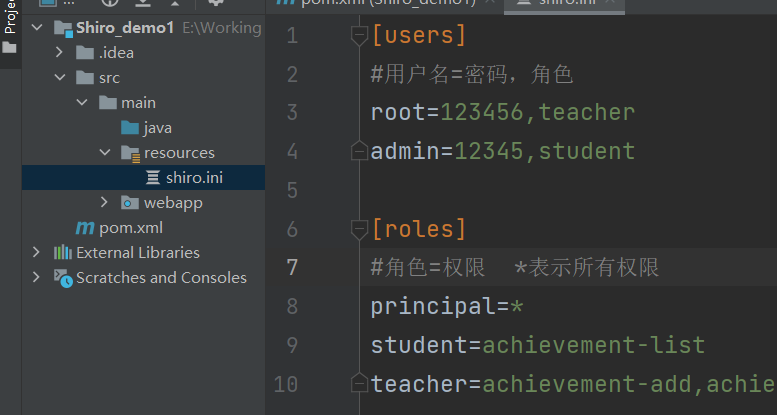 Project
...
pom.xml (Shiro_demo1)
shiro.ini
Shiro_demo1 E:\Working
.idea
src
main
java
resources
shiro.ini
webapp
pom.xml
External Libraries
Scratches and Consoles
1 [users]
2 #用户名=密码，角色
3 root=123456,teacher
4 admin=12345,student
5
6 [roles]
7 #角色=权限  *表示所有权限
8 principal=*
9 student=achievement-list
10 teacher=achievement-add,achie